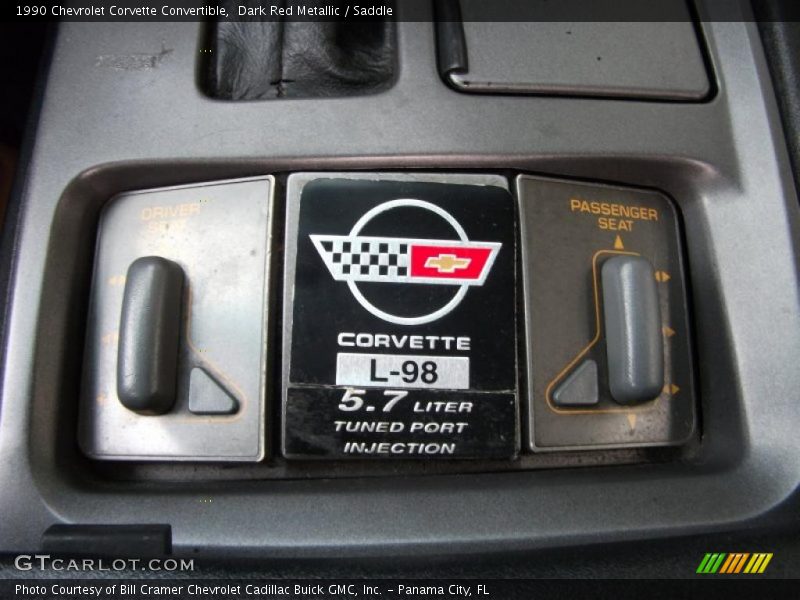 1990 Chevrolet Corvette Convertible, Dark Red Metallic / Saddle
DRIVER
SEAT
PASSENGER
SEAT
CORVETTE
L-98
5.7 LITER
TUNED PORT
INJECTION
GTCARLOT.COM
Photo Courtesy of Bill Cramer Chevrolet Cadillac Buick GMC, Inc. - Panama City, FL